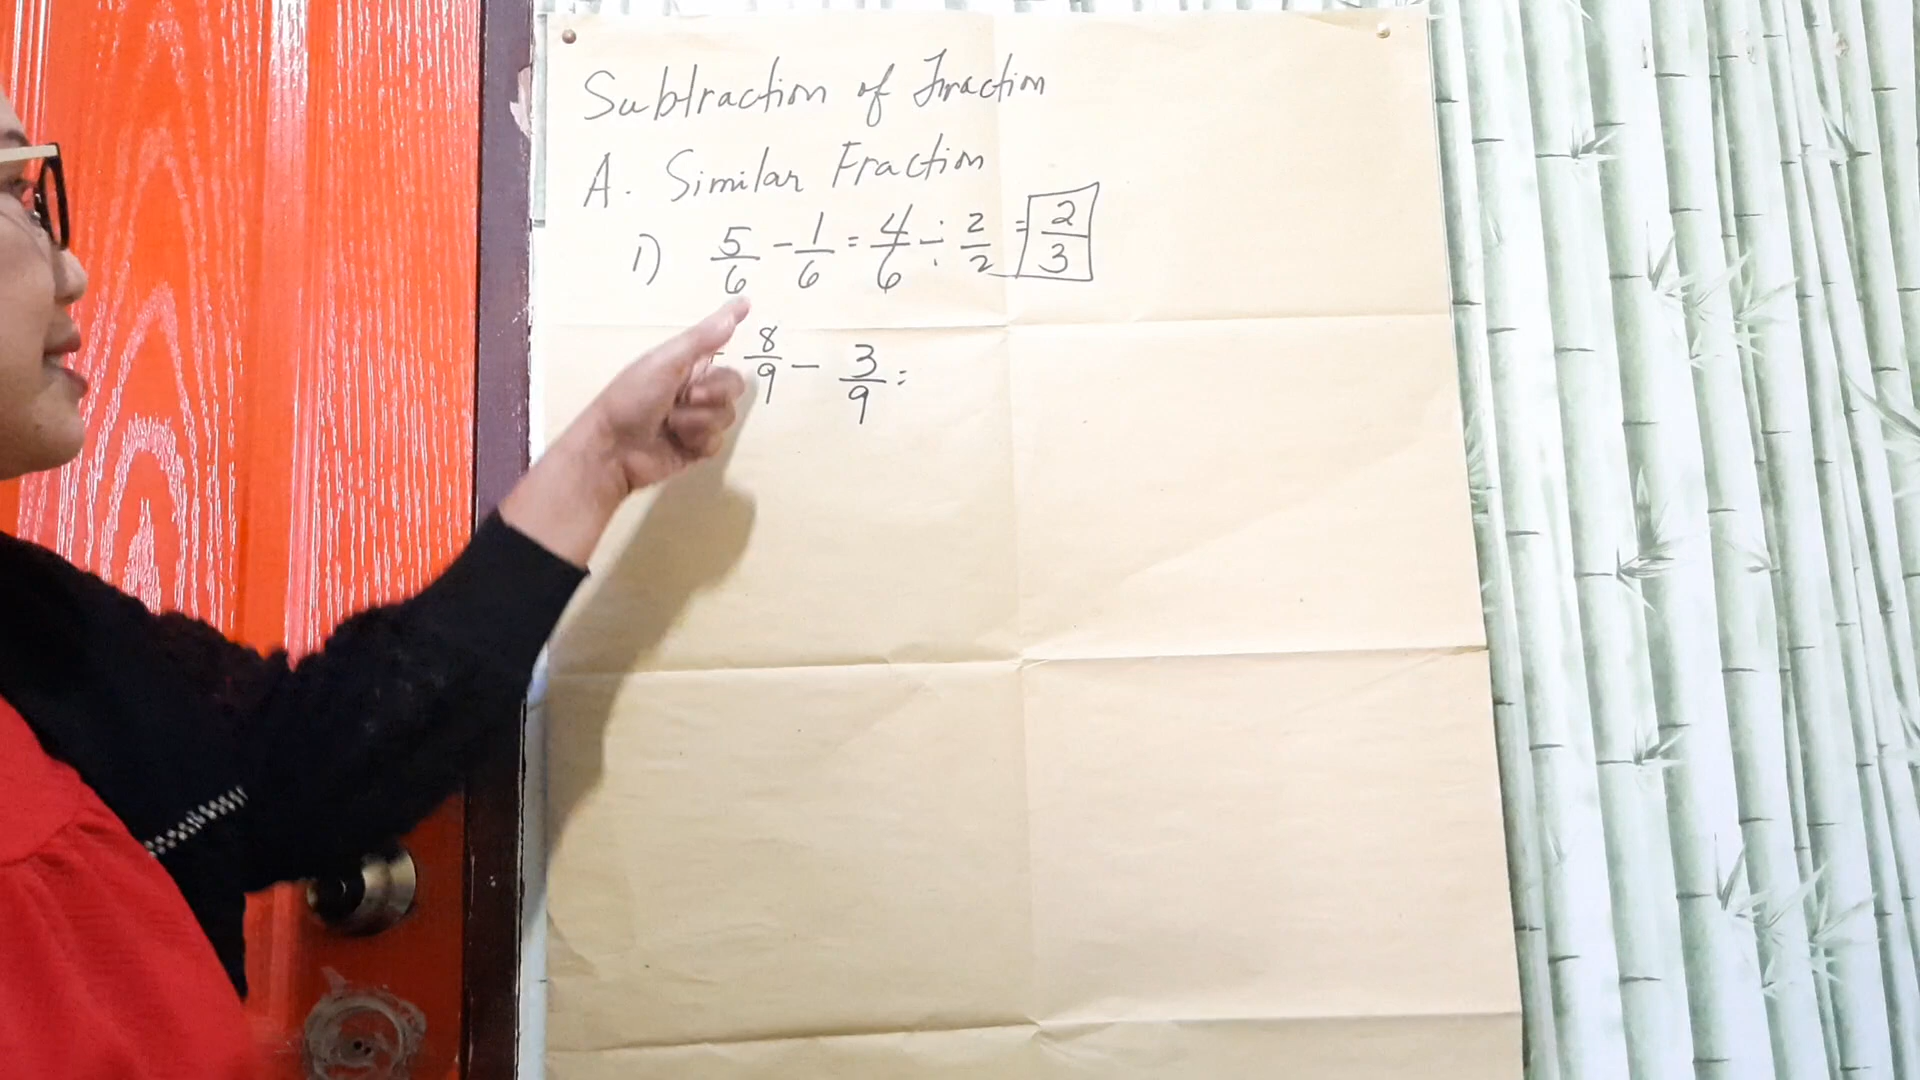 Subtraction of Fraction
A. Similar Fraction
1) 5/6 - 1/6 = 4/6 ÷ 2/2 = 2/3
8/9 - 3/9 =